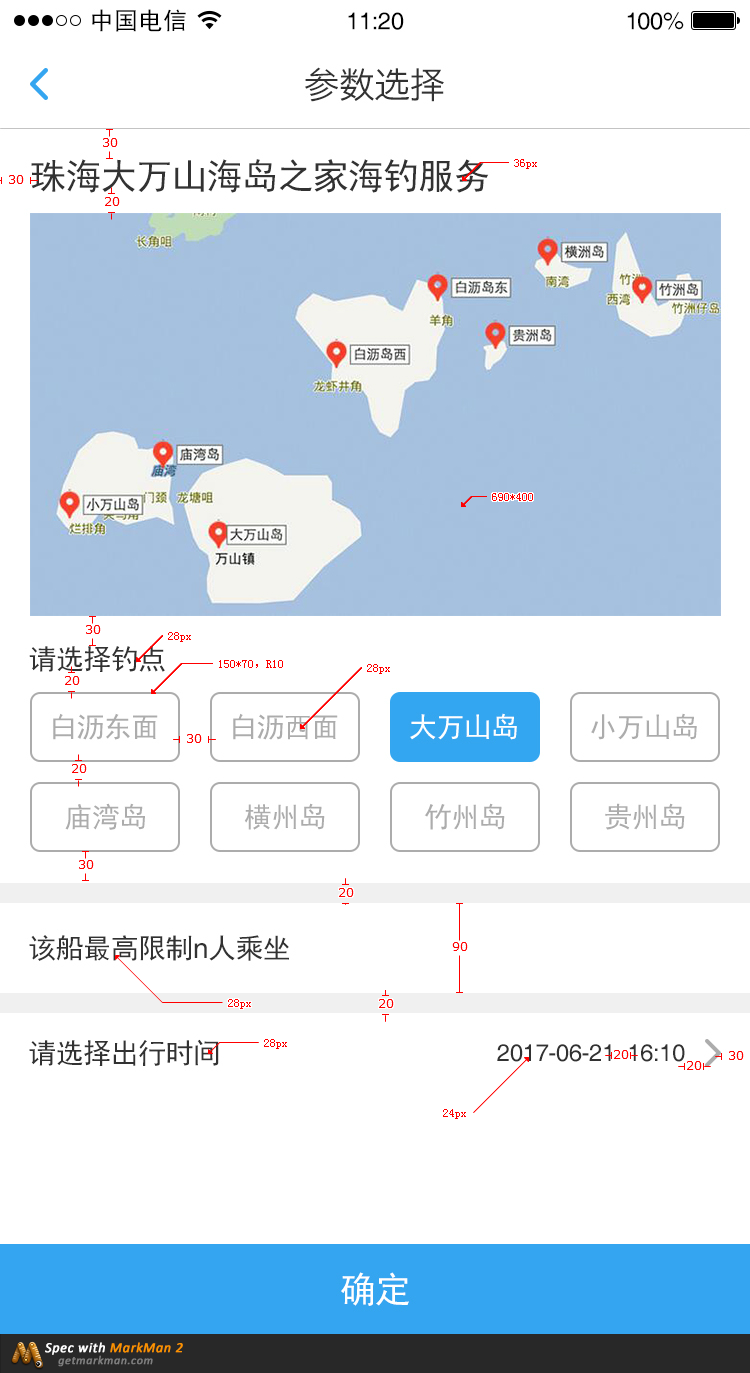 中国电信 11:20 100%
参数选择
30
珠海大万山海岛之家海钓服务
36px
30
20
长角咀
横洲岛
南湾
竹洲
竹洲岛
西湾
竹洲仔岛
白沥岛东
羊角
贵洲岛
白沥岛西
龙虾井角
庙湾岛
庙湾
小万山岛
门颈
龙塘咀
烂排角
大万山岛
万山镇
690*400
30
28px
请选择钓点
150*70，R10
28px
20
白沥东面 白沥西面 大万山岛 小万山岛
30
20
庙湾岛 横州岛 竹州岛 贵州岛
30
20
该船最高限制n人乘坐
90
28px
20
请选择出行时间
28px
2017-06-21 16:10
20
20
30
24px
确定
Spec with MarkMan 2
getmarkman.com